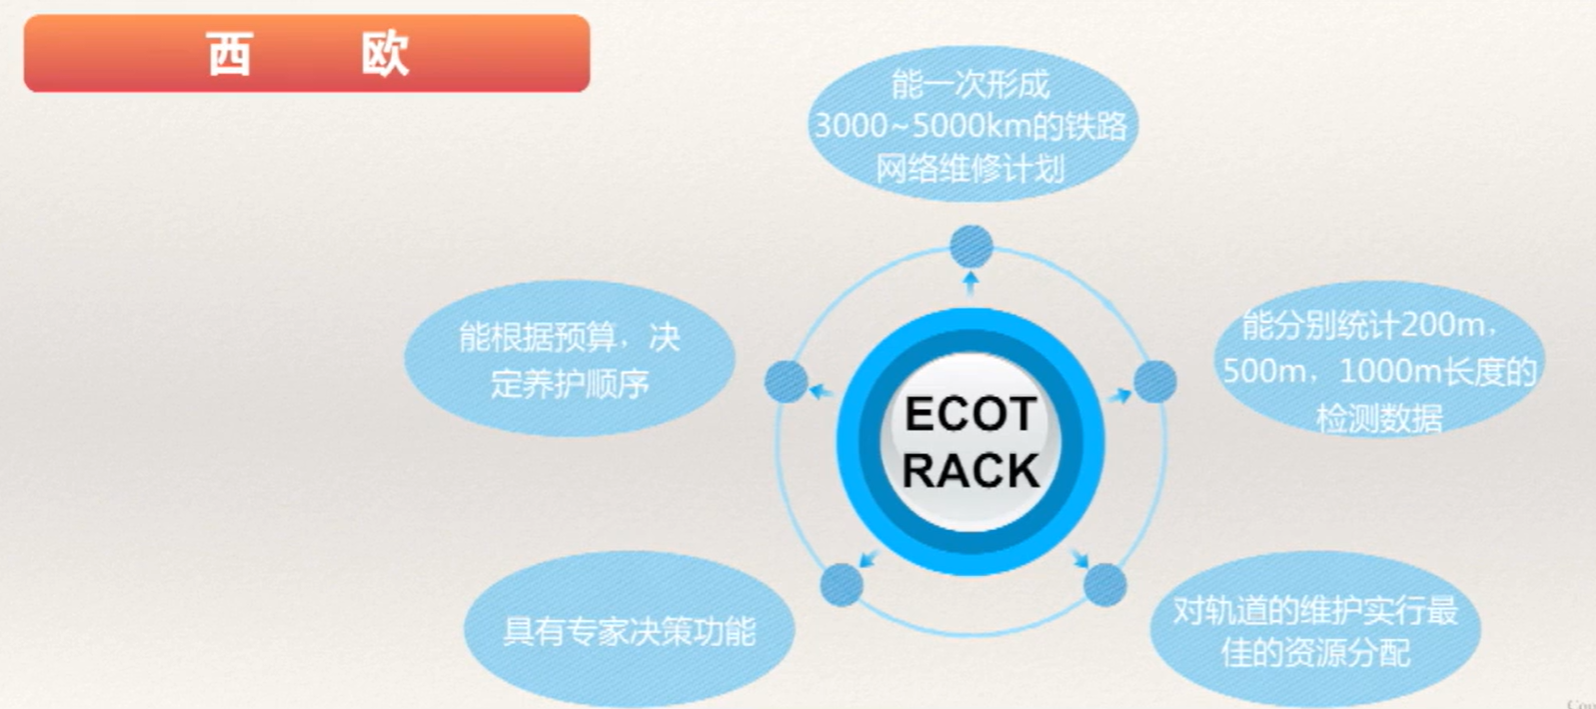 西 欧
能一次形成
3000~5000km的铁路
网络维修计划
能根据预算，决
定养护顺序
能分别统计200m，
500m，1000m长度的
检测数据
ECOT
RACK
具有专家决策功能
对轨道的维护实行最
佳的资源分配